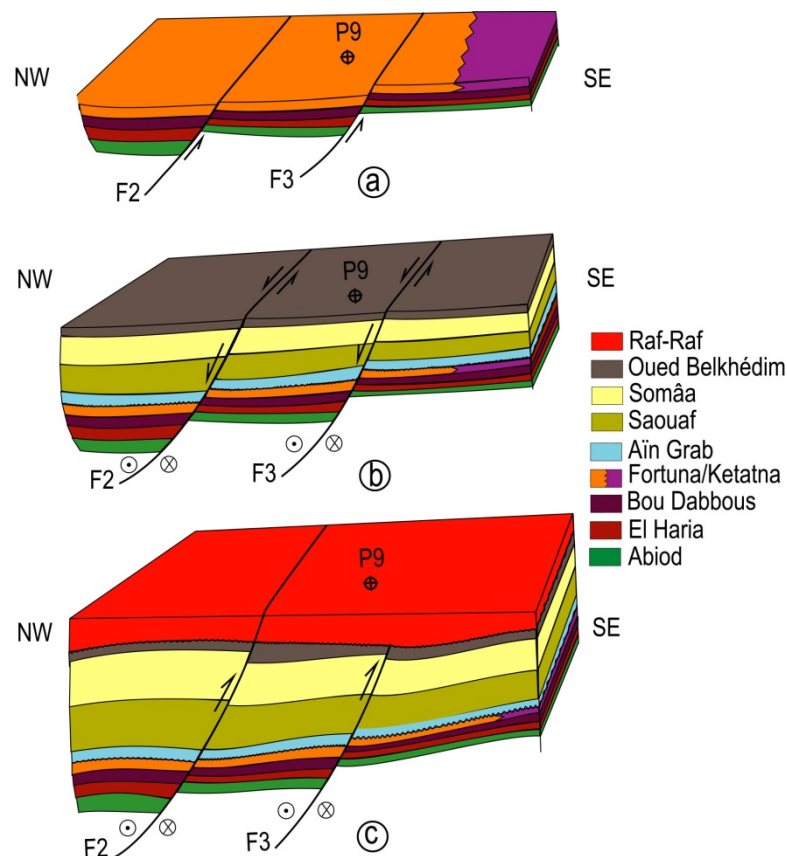 P9
NW
SE
F2
F3
a
P9
NW
SE
F2
F3
b
Raf-Raf
Oued Belkhédim
Somâa
Saouaf
Aïn Grab
Fortuna/Ketatna
Bou Dabbous
El Haria
Abiod
P9
NW
SE
F2
F3
c